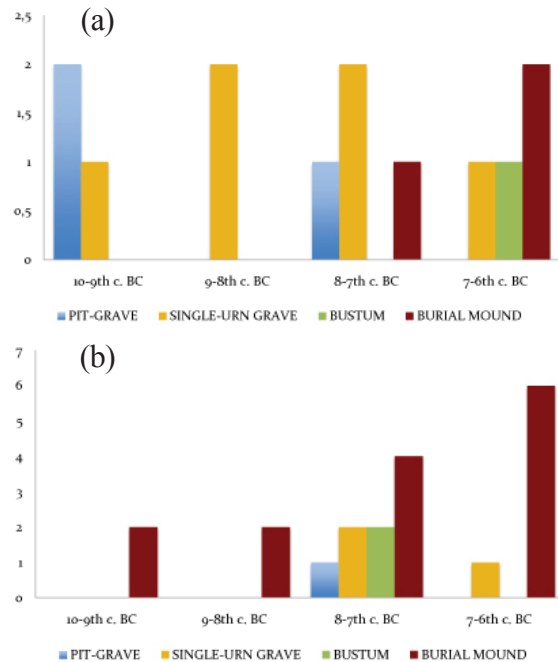 (a)
2,5
2
1,5
1
0,5
0
10-9th c. BC 9-8th c. BC 8-7th c. BC 7-6th c. BC
PIT-GRAVE SINGLE-URN GRAVE BUSTUM BURIAL MOUND
(b)
7
6
5
4
3
2
1
0
10-9th c. BC 9-8th c. BC 8-7th c. BC 7-6th c. BC
PIT-GRAVE SINGLE-URN GRAVE BUSTUM BURIAL MOUND